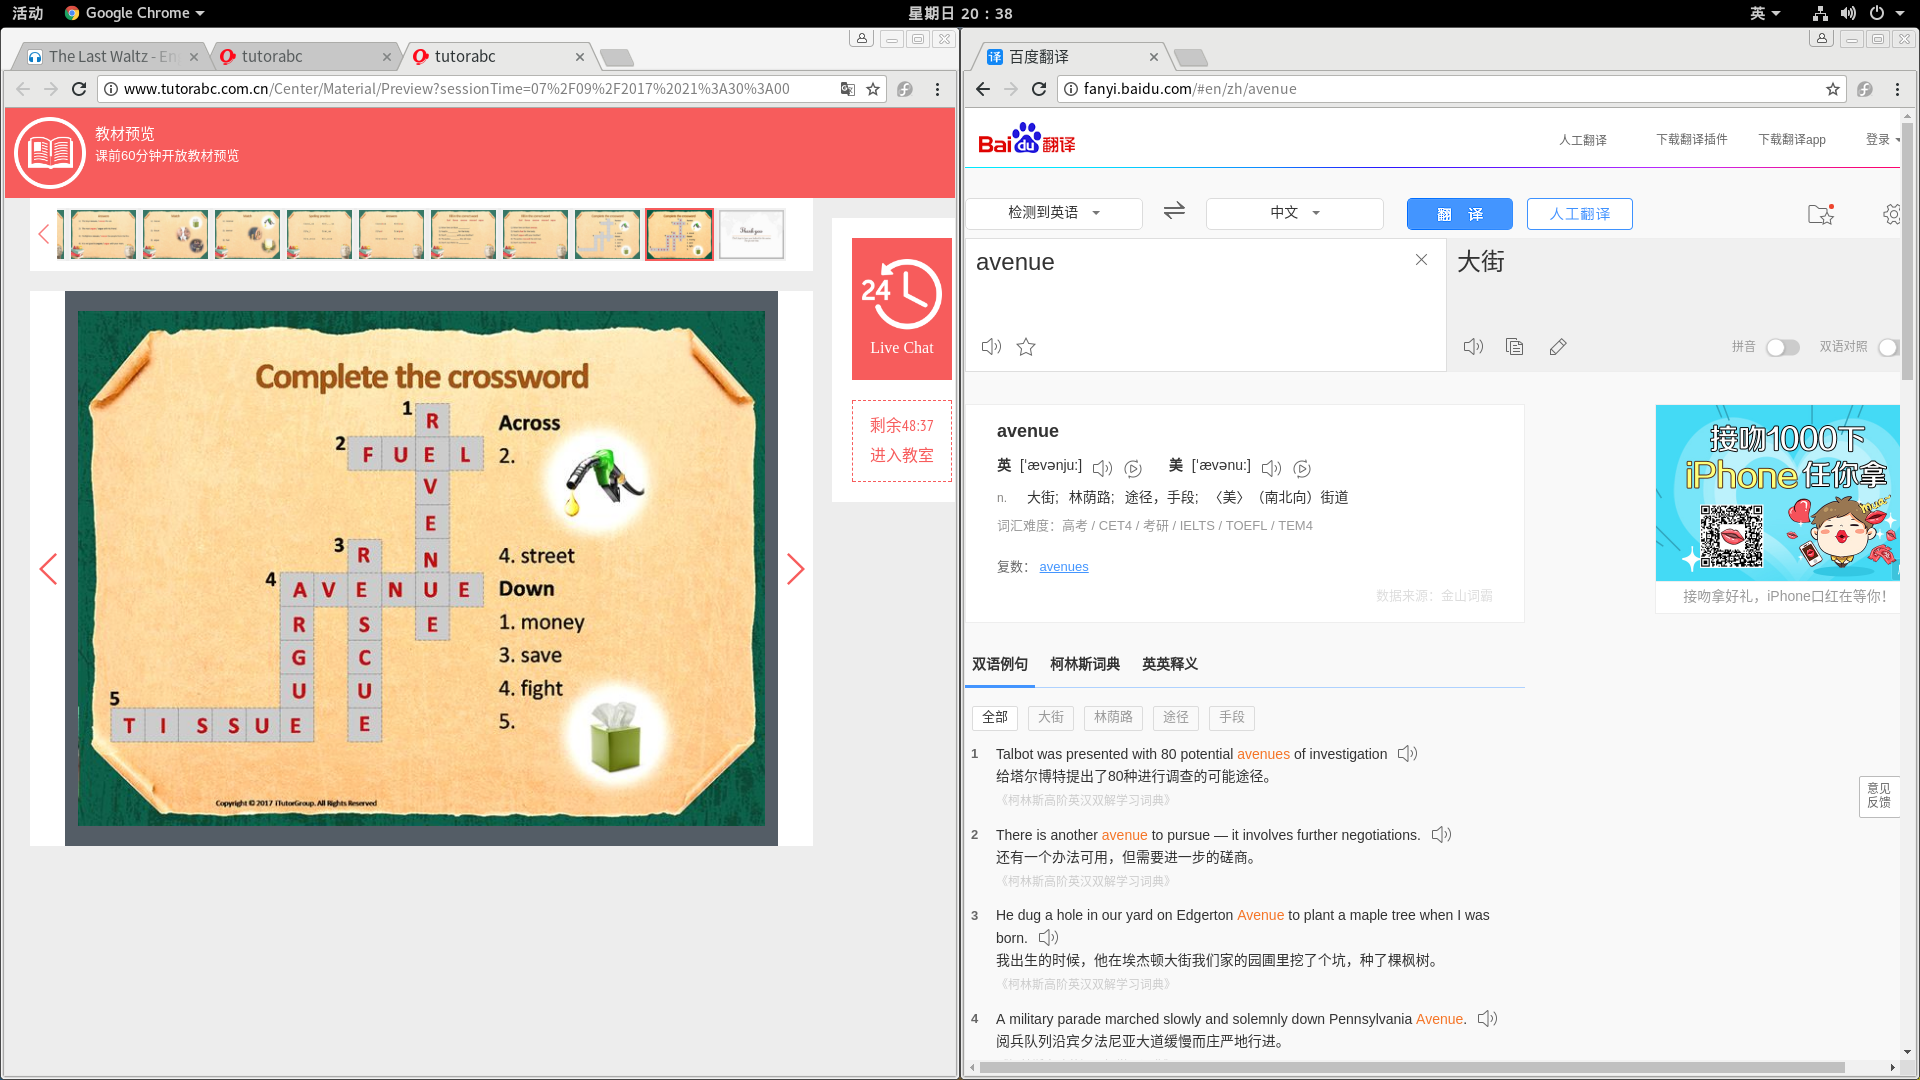 活动
Google Chrome
星期日 20 : 38
英
The Last Waltz - En
tutorabc
tutorabc
www.tutorabc.com.cn/Center/Material/Preview?sessionTime=07%2F09%2F2017%2021%3A30%3A00
教材预览
课前60分钟开放教材预览
Complete the crossword
1
R
2
F U E L
V
E
3
R
N
4
A V E N U E
R
S
E
G
C
U
U
5
T I S S U E
E
Across
2.
4. street
Down
1. money
3. save
4. fight
5.
Copyright © 2017 iTutorGroup. All Rights Reserved
Thank you
24
Live Chat
剩余48:37
进入教室
百度翻译
fanyi.baidu.com/#en/zh/avenue
Bai du 翻译
人工翻译
下载翻译插件
下载翻译app
登录
检测到英语
中文
翻 译
人工翻译
avenue
大街
拼音
双语对照
avenue
英 ['ævənju:]
美 ['ævənu:]
n. 大街; 林荫路; 途径，手段; 〈美〉（南北向）街道
词汇难度：高考 / CET4 / 考研 / IELTS / TOEFL / TEM4
复数： avenues
数据来源：金山词霸
接吻1000下
iPhone任你拿
接吻拿好礼，iPhone口红在等你！
双语例句
柯林斯词典
英英释义
全部
大街
林荫路
途径
手段
1 Talbot was presented with 80 potential avenues of investigation
给塔尔博特提出了80种进行调查的可能途径。
《柯林斯高阶英汉双解学习词典》
2 There is another avenue to pursue — it involves further negotiations.
还有一个办法可用，但需要进一步的磋商。
《柯林斯高阶英汉双解学习词典》
3 He dug a hole in our yard on Edgerton Avenue to plant a maple tree when I was
born.
我出生的时候，他在埃杰顿大街我们家的园圃里挖了个坑，种了棵枫树。
《柯林斯高阶英汉双解学习词典》
4 A military parade marched slowly and solemnly down Pennsylvania Avenue.
阅兵队列沿宾夕法尼亚大道缓慢而庄严地行进。
意见
反馈